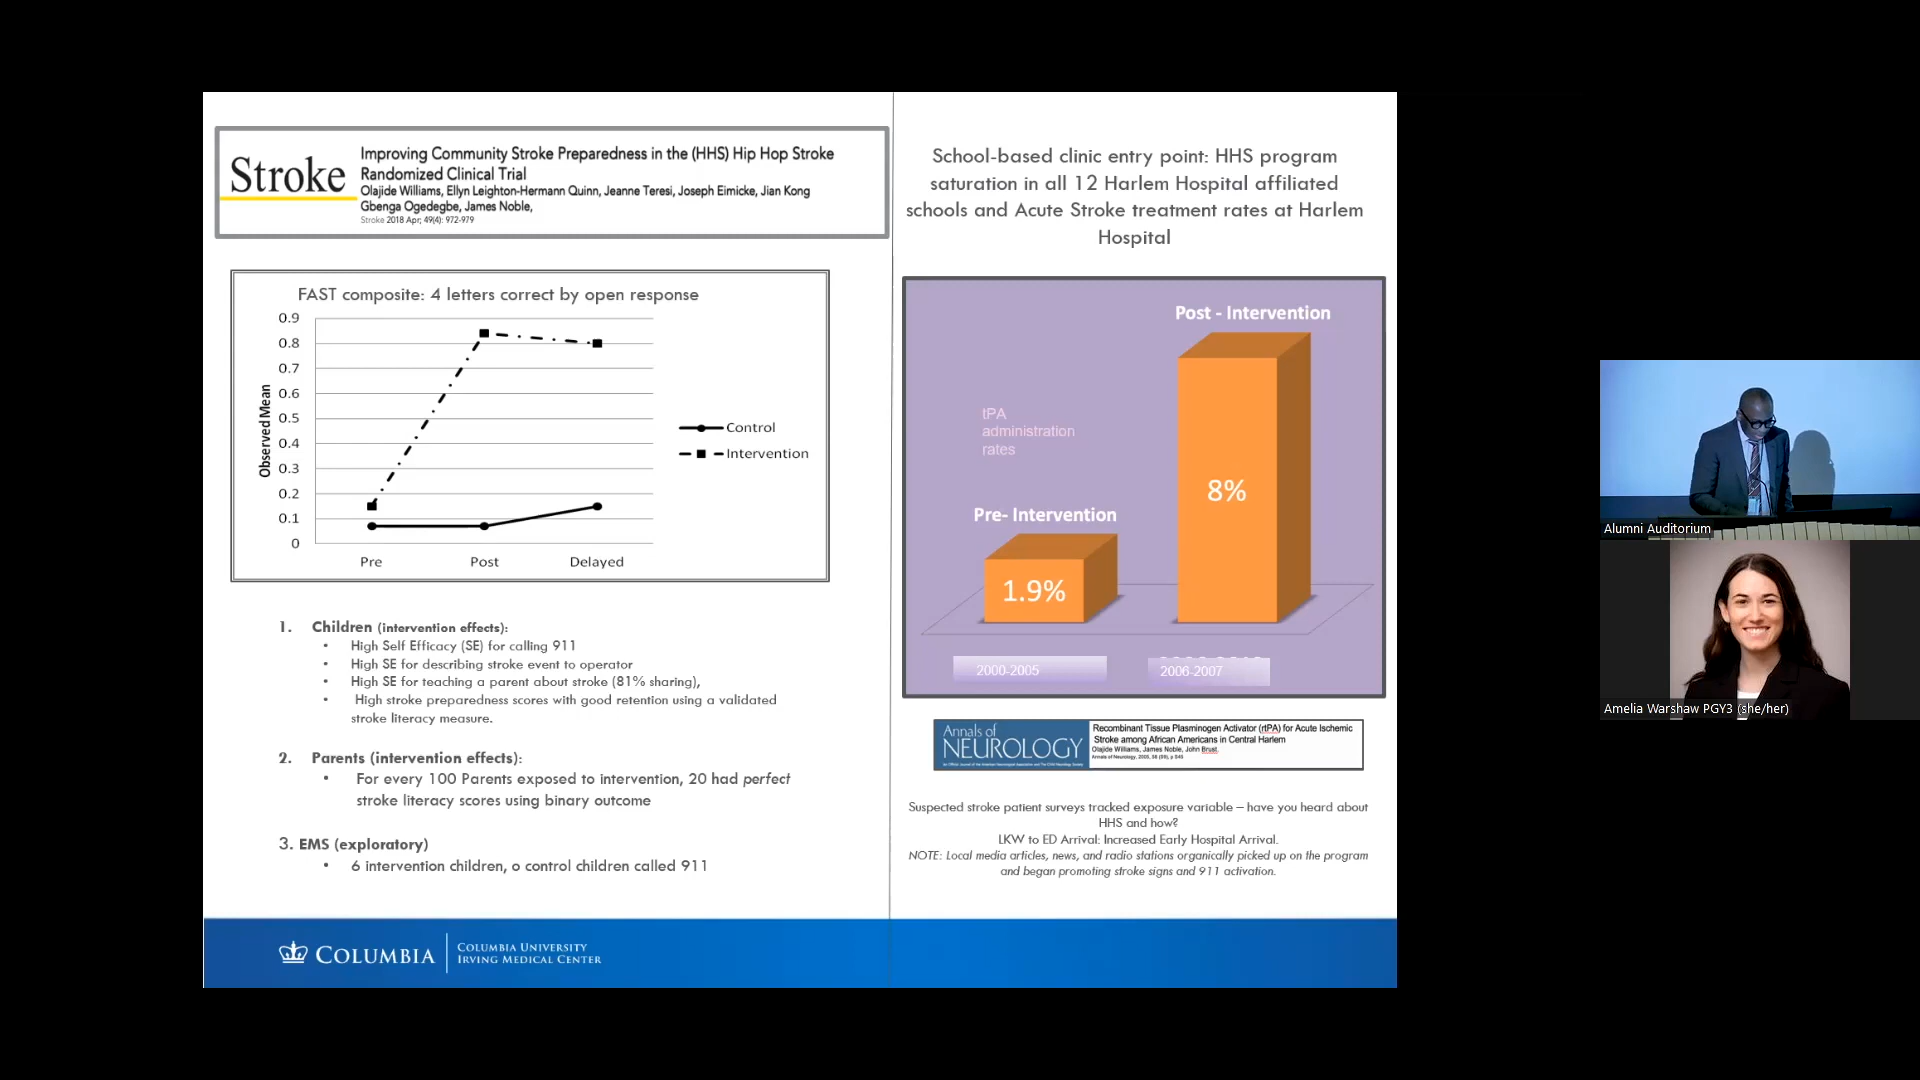 Stroke
Improving Community Stroke Preparedness in the (HHS) Hip Hop Stroke
Randomized Clinical Trial
Olajide Williams, Ellyn Leighton-Hermann Quinn, Jeanne Teresi, Joseph Eimicke, Jian Kong
Gbenga Ogedegbe, James Noble,
Stroke 2018 Apr; 49(4): 972-979
FAST composite: 4 letters correct by open response
Observed Mean
0.9
0.8
0.7
0.6
0.5
0.4
0.3
0.2
0.1
0
Pre
Post
Delayed
Control
Intervention
1. Children (intervention effects):
• High Self Efficacy (SE) for calling 911
• High SE for describing stroke event to operator
• High SE for teaching a parent about stroke (81% sharing),
• High stroke preparedness scores with good retention using a validated
stroke literacy measure.
2. Parents (intervention effects):
• For every 100 Parents exposed to intervention, 20 had perfect
stroke literacy scores using binary outcome
3. EMS (exploratory)
• 6 intervention children, o control children called 911
School-based clinic entry point: HHS program
saturation in all 12 Harlem Hospital affiliated
schools and Acute Stroke treatment rates at Harlem
Hospital
Post - Intervention
tPA
administration
rates
8%
Pre- Intervention
1.9%
2000-2005
2006-2007
Annals of
NEUROLOGY
Recombinant Tissue Plasminogen Activator (rtPA) for Acute Ischemic
Stroke among African Americans in Central Harlem
Olajide Williams, James Noble, John Brust.
Suspected stroke patient surveys tracked exposure variable – have you heard about
HHS and how?
LKW to ED Arrival: Increased Early Hospital Arrival.
NOTE: Local media articles, news, and radio stations organically picked up on the program
and began promoting stroke signs and 911 activation.
COLUMBIA
COLUMBIA UNIVERSITY
IRVING MEDICAL CENTER
Alumni Auditorium
Amelia Warshaw PGY3 (she/her)